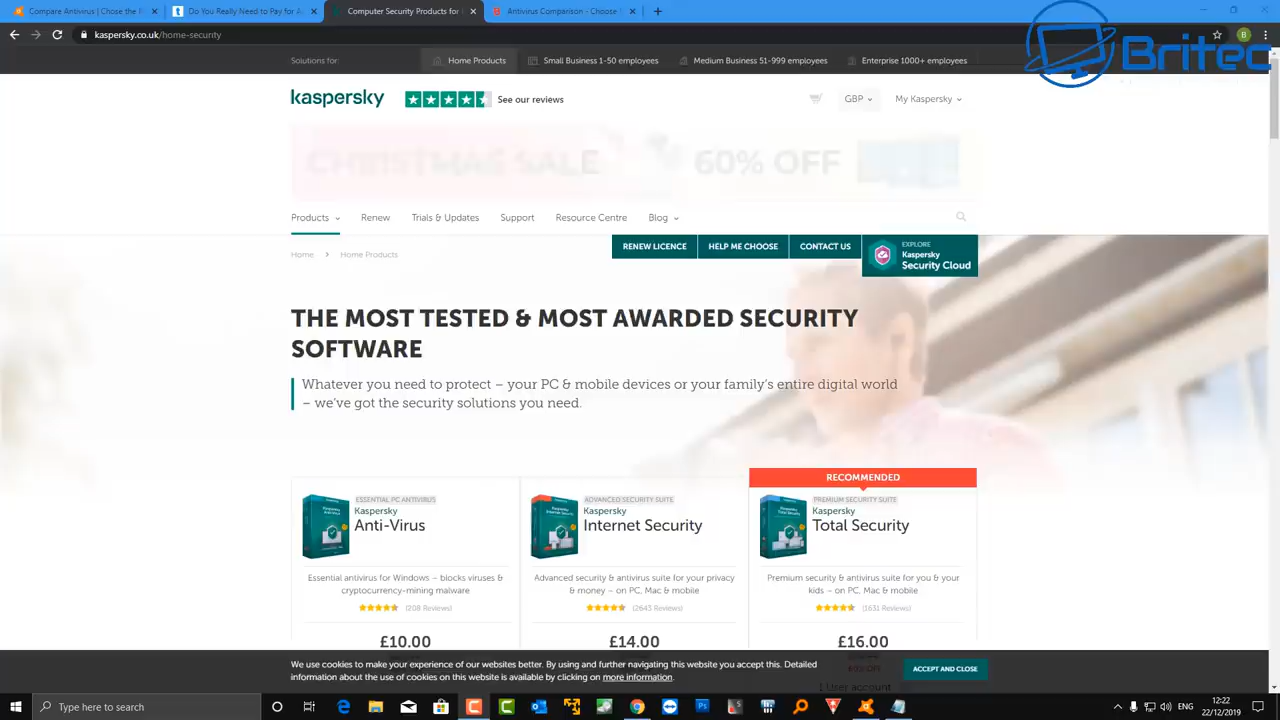 Compare Antivirus | Chose the Ri
Do You Really Need to Pay for An
Computer Security Products for H
Antivirus Comparison - Choose Y
kaspersky.co.uk/home-security
Britec
Solutions for:
Home Products
Small Business 1-50 employees
Medium Business 51-999 employees
Enterprise 1000+ employees
kaspersky
See our reviews
GBP
My Kaspersky
CHRISTMAS SALE
60% OFF
Products
Renew
Trials & Updates
Support
Resource Centre
Blog
RENEW LICENCE
HELP ME CHOOSE
CONTACT US
EXPLORE
Kaspersky
Security Cloud
Home
Home Products
THE MOST TESTED & MOST AWARDED SECURITY
SOFTWARE
Whatever you need to protect – your PC & mobile devices or your family's entire digital world
– we've got the security solutions you need.
RECOMMENDED
ESSENTIAL PC ANTIVIRUS
Kaspersky
Anti-Virus
Essential antivirus for Windows – blocks viruses &
cryptocurrency-mining malware
(208 Reviews)
£10.00
ADVANCED SECURITY SUITE
Kaspersky
Internet Security
Advanced security & antivirus suite for your privacy
& money – on PC, Mac & mobile
(2643 Reviews)
£14.00
PREMIUM SECURITY SUITE
Kaspersky
Total Security
Premium security & antivirus suite for you & your
kids – on PC, Mac & mobile
(1631 Reviews)
£16.00
1 User account
We use cookies to make your experience of our websites better. By using and further navigating this website you accept this. Detailed
information about the use of cookies on this website is available by clicking on more information.
ACCEPT AND CLOSE
Type here to search
ENG
12:22
22/12/2019